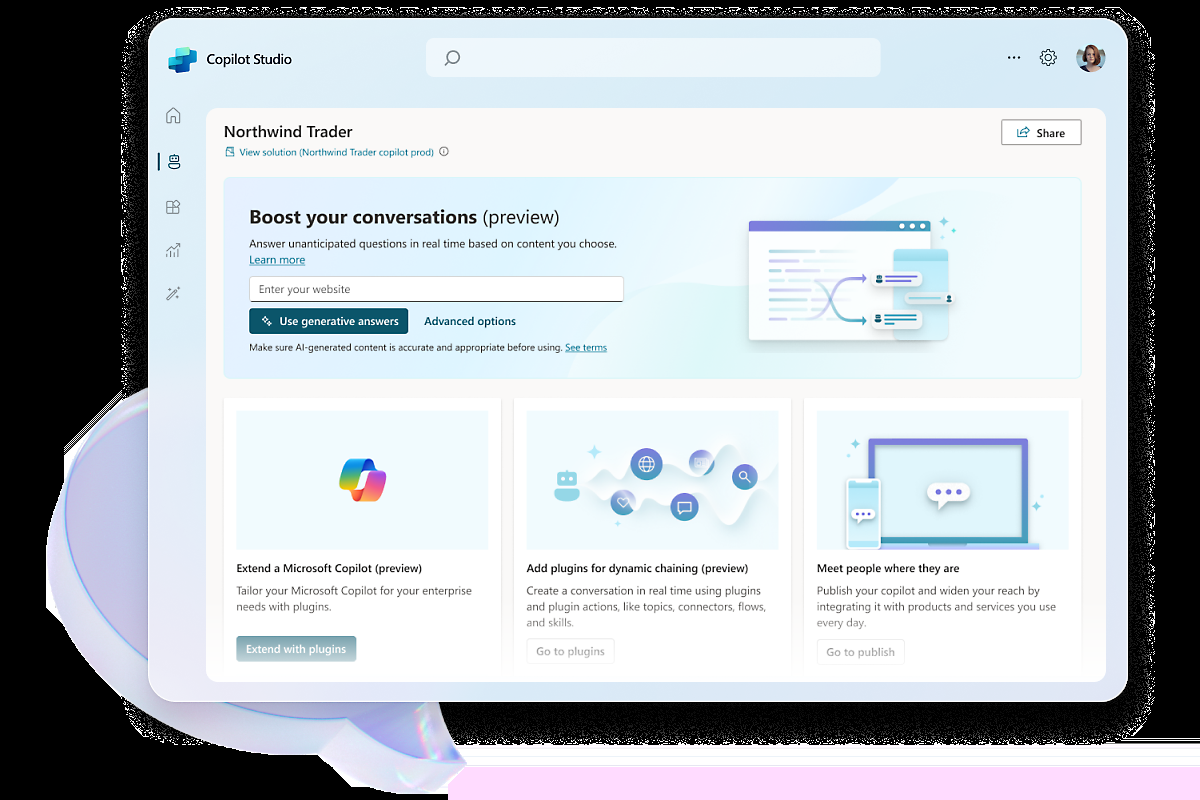 Copilot Studio
Northwind Trader
Share
View solution (Northwind Trader copilot prod)
Boost your conversations (preview)
Answer unanticipated questions in real time based on content you choose.
Learn more
Enter your website
Use generative answers
Advanced options
Make sure AI-generated content is accurate and appropriate before using. See terms
Extend a Microsoft Copilot (preview)
Tailor your Microsoft Copilot for your enterprise
needs with plugins.
Extend with plugins
Add plugins for dynamic chaining (preview)
Create a conversation in real time using plugins
and plugin actions, like topics, connectors, flows,
and skills.
Go to plugins
Meet people where they are
Publish your copilot and widen your reach by
integrating it with products and services you use
every day.
Go to publish